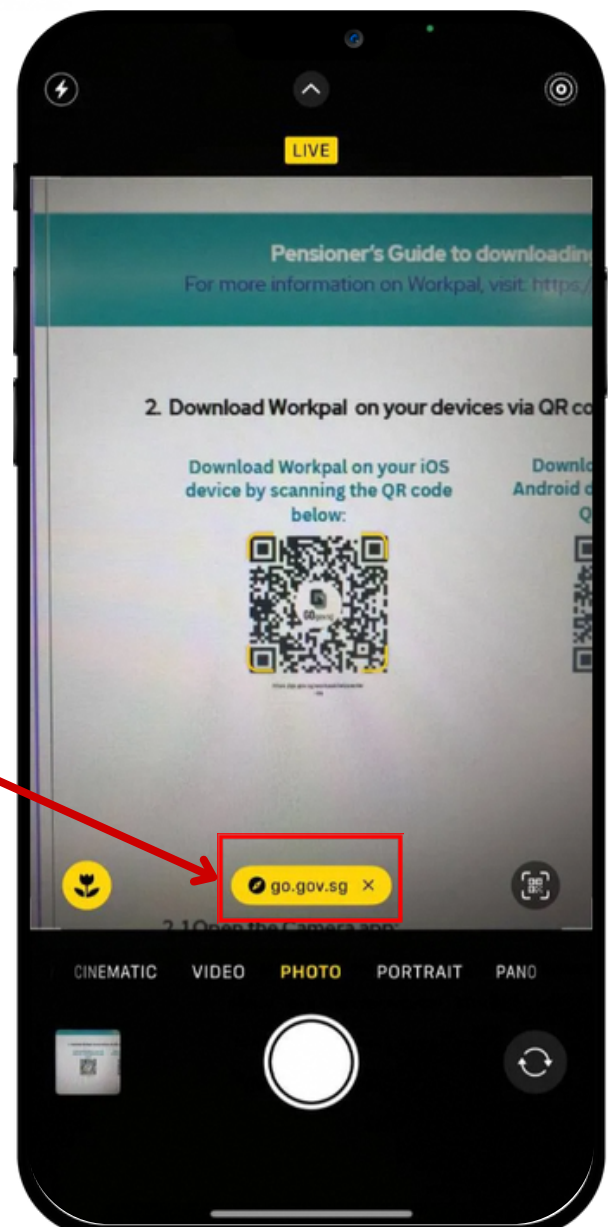 LIVE
Pensioner's Guide to downloading
For more information on Workpal, visit: https:/
2. Download Workpal on your devices via QR co
Download Workpal on your iOS
device by scanning the QR code
below:
Downlo
Android d
Q
go.gov.sg
2.1 Open the Camera app:
CINEMATIC VIDEO PHOTO PORTRAIT PANO